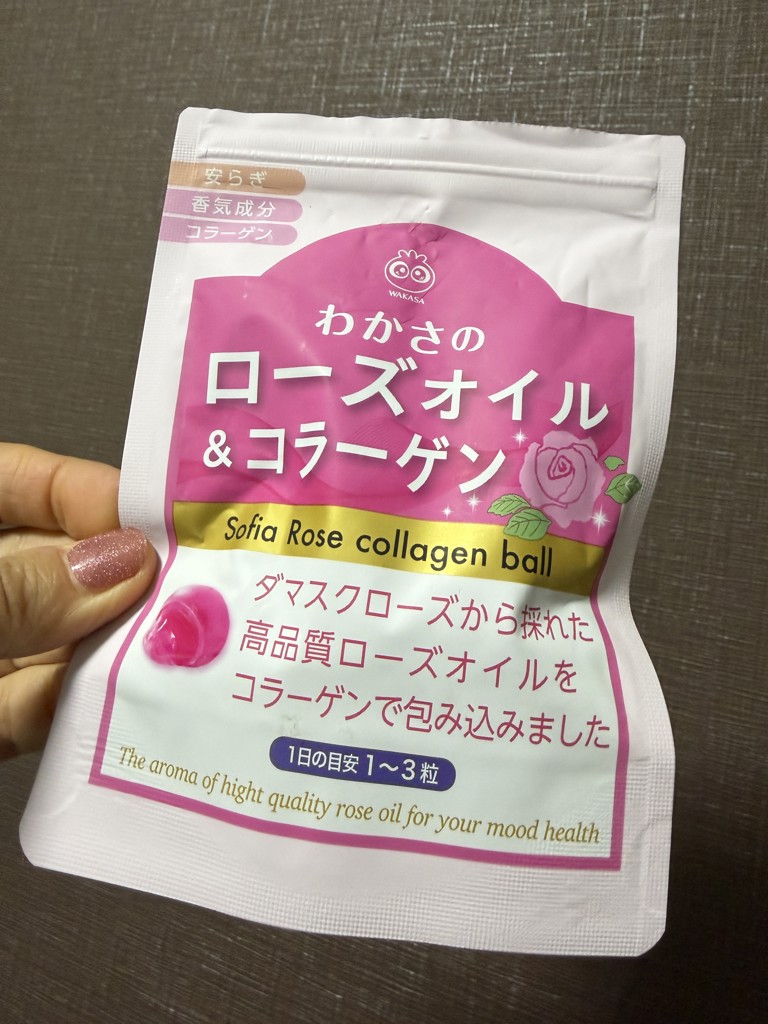 安らぎ
香気成分
コラーゲン
WAKASA
わかさの
ローズオイル
&コラーゲン
Sofia Rose collagen ball
ダマスクローズから採れた
高品質ローズオイルを
コラーゲンで包み込みました
1日の目安1〜3粒
The aroma of hight quality rose oil for your mood health